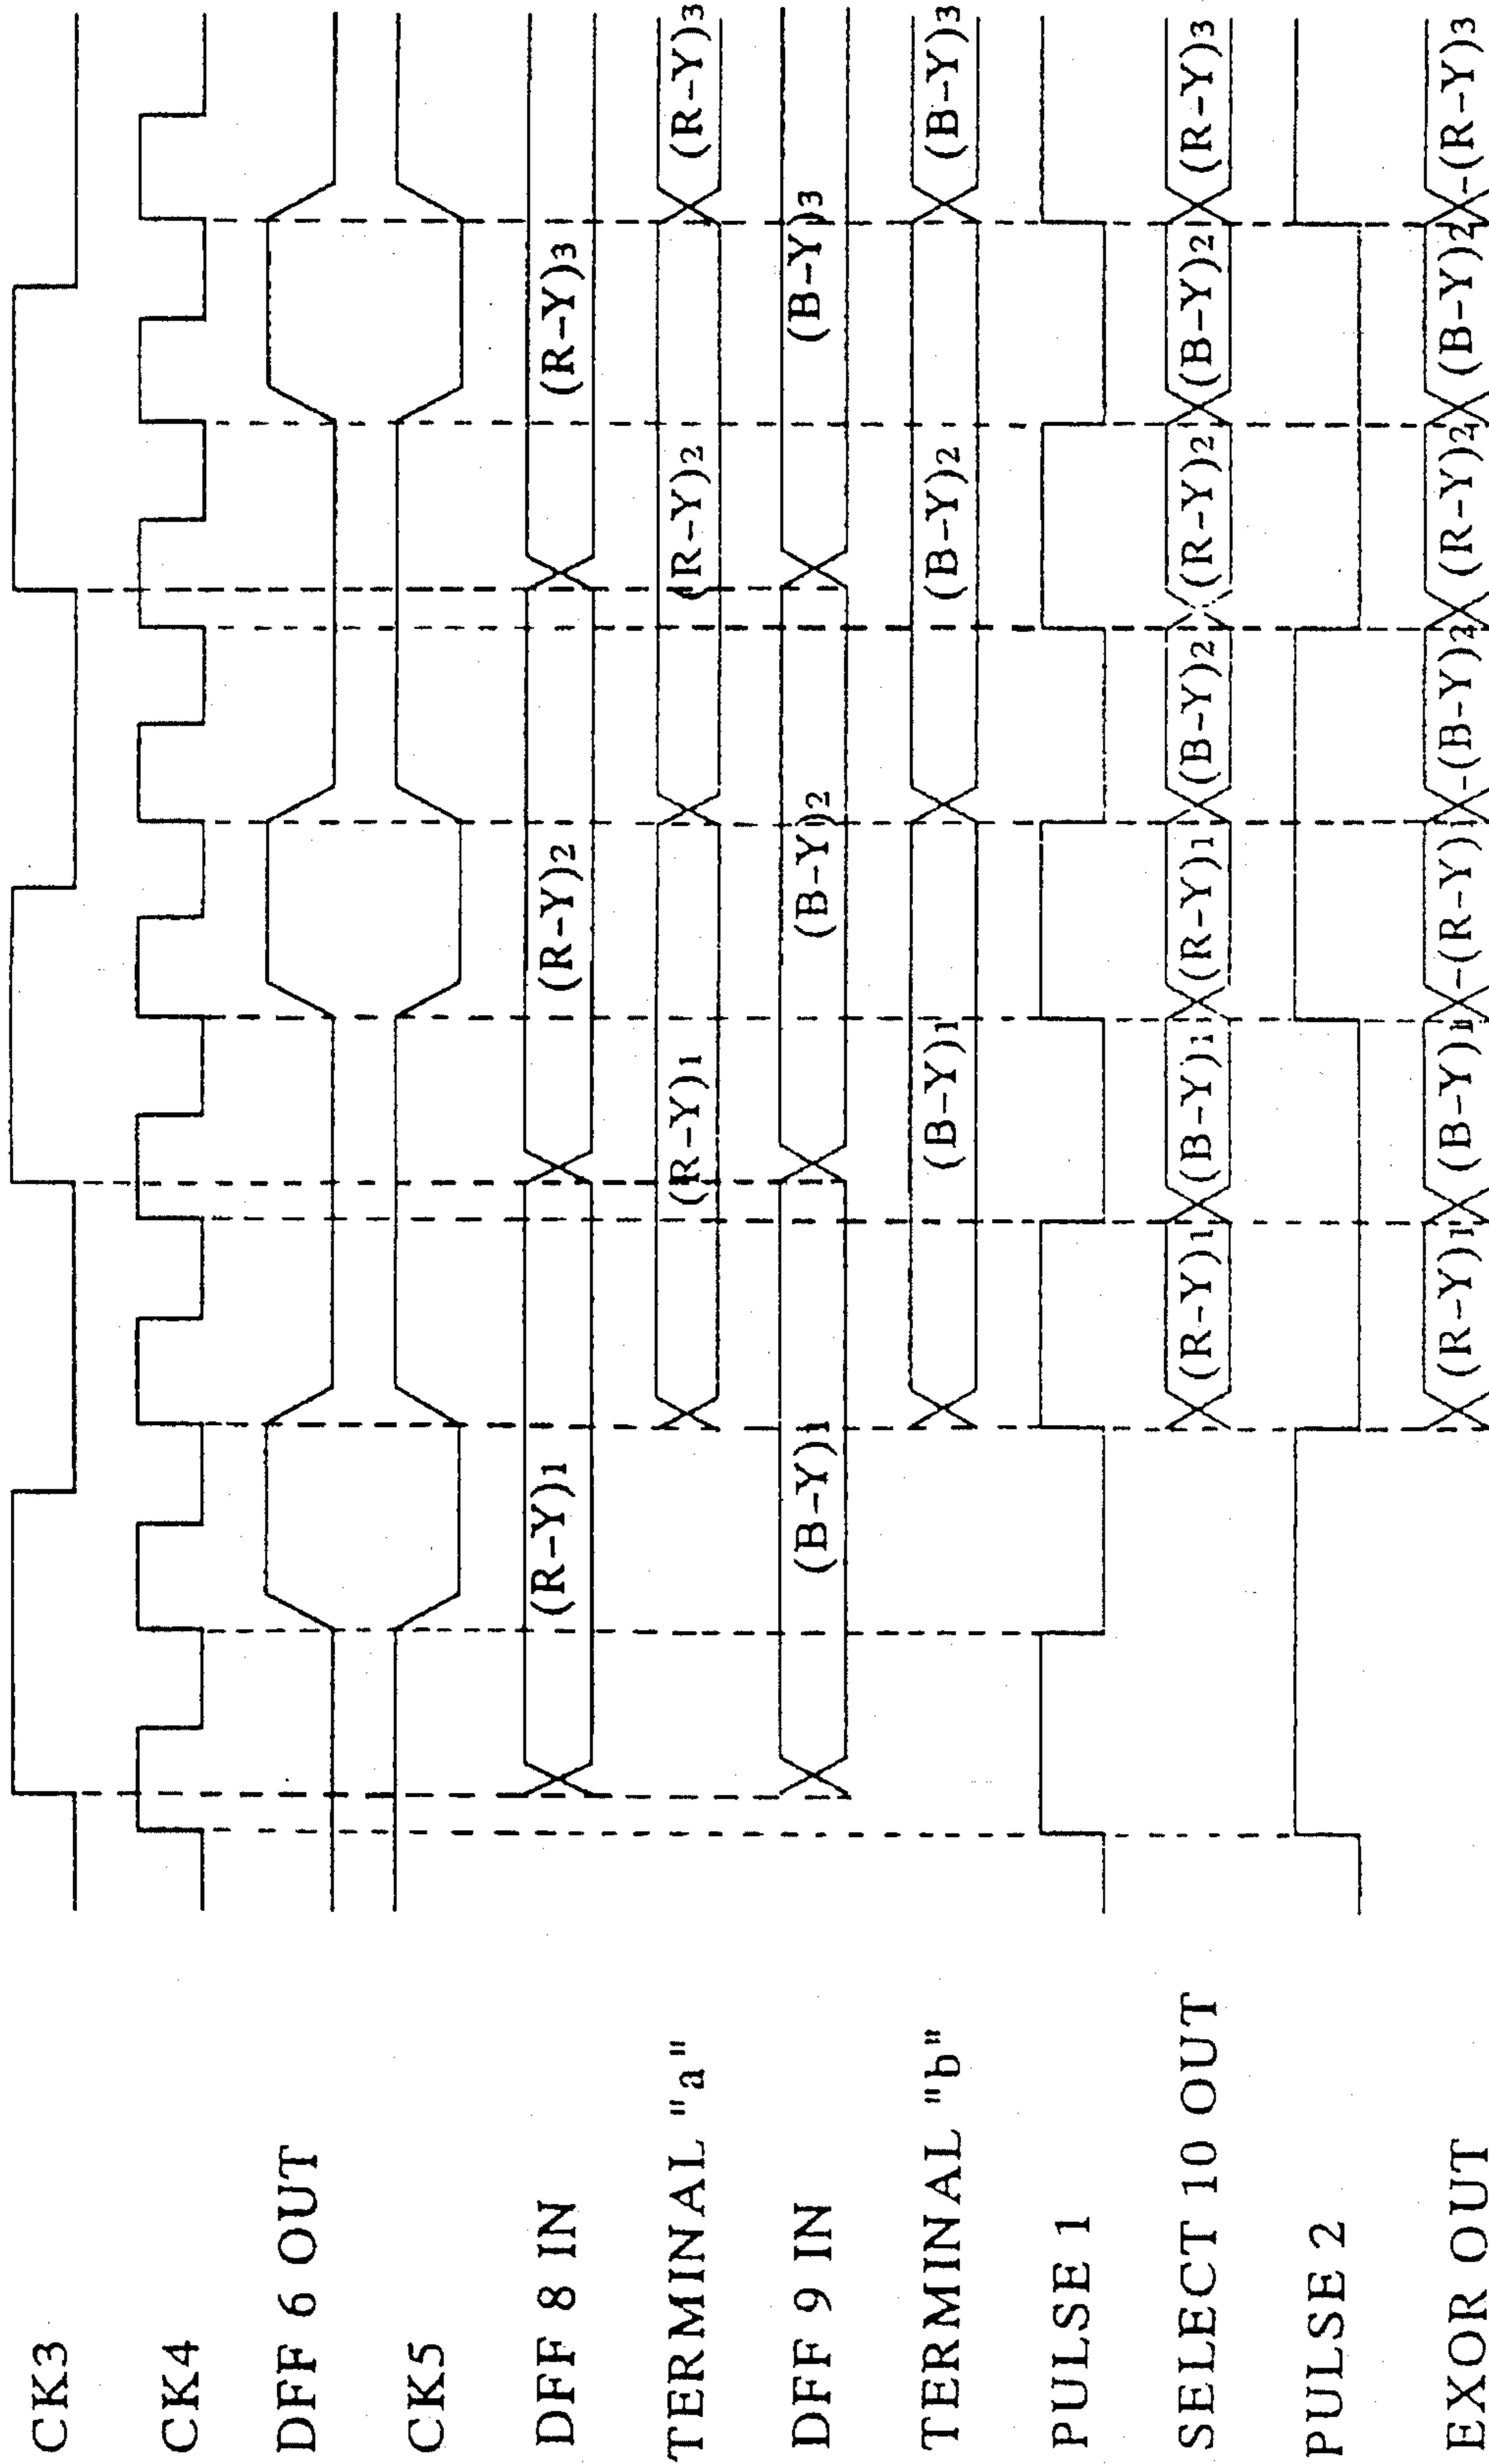 CK3
CK4
DFF 6 OUT
CK5
DFF 8 IN (R-Y)1 (R-Y)2 (R-Y)3
TERMINAL "a" (R-Y)1 (R-Y)2 (R-Y)3
DFF 9 IN (B-Y)1 (B-Y)2 (B-Y)3
TERMINAL "b" (B-Y)1 (B-Y)2 (B-Y)3
PULSE 1
SELECT 10 OUT (R-Y)1 (B-Y)1 (R-Y)1 (B-Y)2 (R-Y)2 (B-Y)2 (R-Y)3
PULSE 2
EXOR OUT (R-Y)1 (B-Y)1 -(R-Y)1 -(B-Y)2 (R-Y)2 (B-Y)2 -(R-Y)3